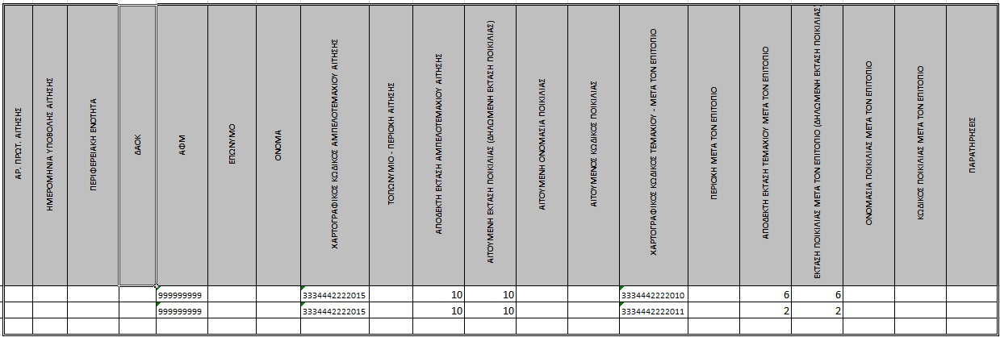 ΑΡ. ΠΡΩΤ. ΑΙΤΗΣΗΣ
ΗΜΕΡΟΜΗΝΙΑ ΥΠΟΒΟΛΗΣ ΑΙΤΗΣΗΣ
ΠΕΡΙΦΕΡΕΙΑΚΗ ΕΝΟΤΗΤΑ
ΔΑΟΚ
ΑΦΜ
ΕΠΩΝΥΜΟ
ΟΝΟΜΑ
ΧΑΡΤΟΓΡΑΦΙΚΟΣ ΚΩΔΙΚΟΣ ΑΜΠΕΛΟΤΕΜΑΧΙΟΥ ΑΙΤΗΣΗΣ
ΤΟΠΩΝΥΜΙΟ - ΠΕΡΙΟΧΗ ΑΙΤΗΣΗΣ
ΑΠΟΔΕΚΤΗ ΕΚΤΑΣΗ ΑΜΠΕΛΟΤΕΜΑΧΙΟΥ ΑΙΤΗΣΗΣ
ΑΙΤΟΥΜΕΝΗ ΕΚΤΑΣΗ ΠΟΙΚΙΛΙΑΣ (ΔΗΛΩΜΕΝΗ ΕΚΤΑΣΗ ΠΟΙΚΙΛΙΑΣ)
ΑΙΤΟΥΜΕΝΗ ΟΝΟΜΑΣΙΑ ΠΟΙΚΙΛΙΑΣ
ΑΙΤΟΥΜΕΝΟΣ ΚΩΔΙΚΟΣ ΠΟΙΚΙΛΙΑΣ
ΧΑΡΤΟΓΡΑΦΙΚΟΣ ΚΩΔΙΚΟΣ ΤΕΜΑΧΙΟΥ - ΜΕΤΑ ΤΟΝ ΕΠΙΤΟΠΙΟ
ΠΕΡΙΟΧΗ ΜΕΤΑ ΤΟΝ ΕΠΙΤΟΠΙΟ
ΑΠΟΔΕΚΤΗ ΕΚΤΑΣΗ ΤΕΜΑΧΙΟΥ ΜΕΤΑ ΤΟΝ ΕΠΙΤΟΠΙΟ
ΕΚΤΑΣΗ ΠΟΙΚΙΛΙΑΣ ΜΕΤΑ ΤΟΝ ΕΠΙΤΟΠΙΟ (ΔΗΛΩΜΕΝΗ ΕΚΤΑΣΗ ΠΟΙΚΙΛΙΑΣ)
ΟΝΟΜΑΣΙΑ ΠΟΙΚΙΛΙΑΣ ΜΕΤΑ ΤΟΝ ΕΠΙΤΟΠΙΟ
ΚΩΔΙΚΟΣ ΠΟΙΚΙΛΙΑΣ ΜΕΤΑ ΤΟΝ ΕΠΙΤΟΠΙΟ
ΠΑΡΑΤΗΡΗΣΕΙΣ
999999999 3334442222015 10 10 3334442222010 6 6
999999999 3334442222015 10 10 3334442222011 2 2